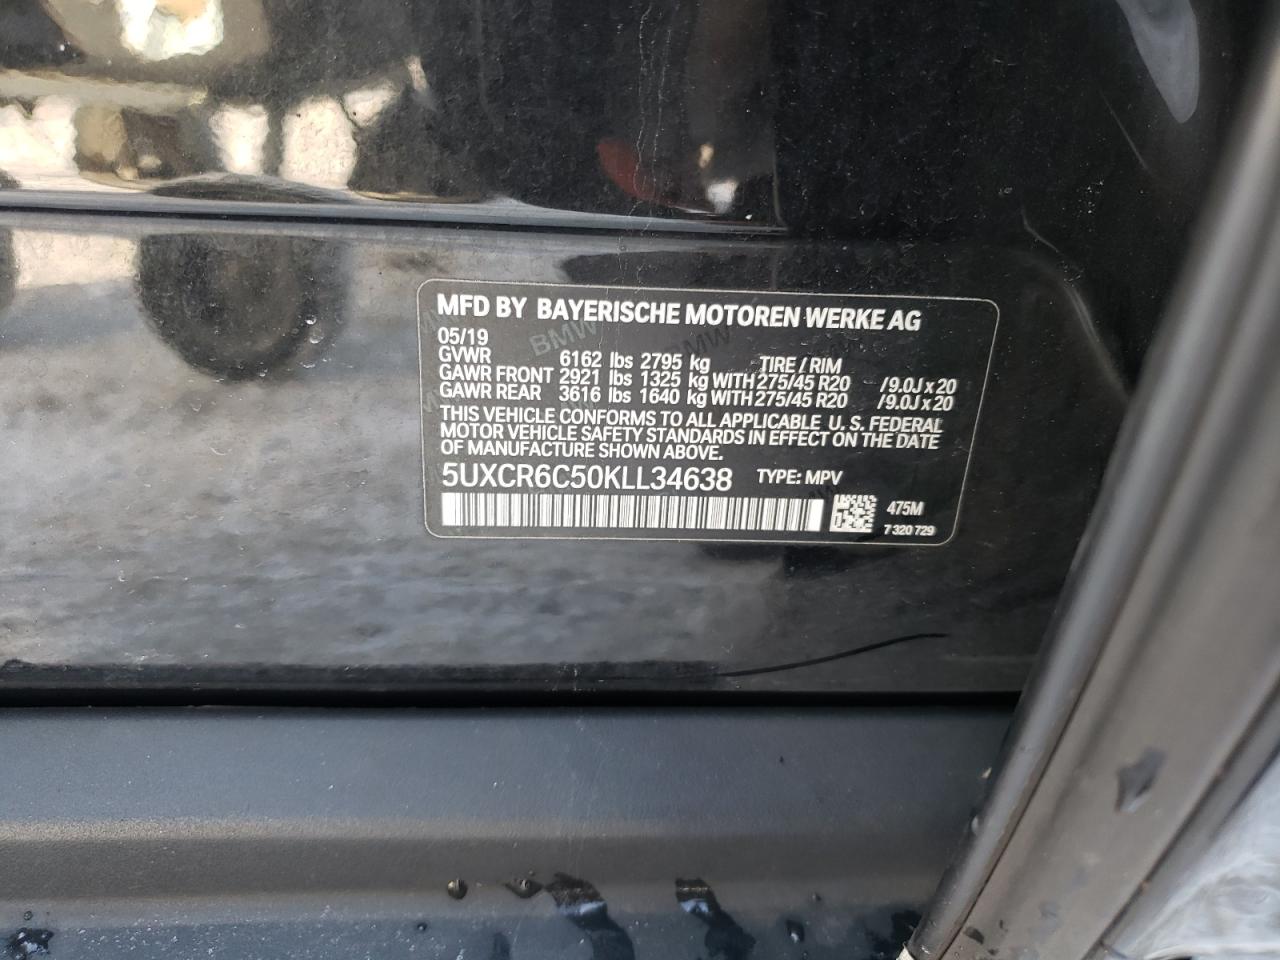 MFD BY BAYERISCHE MOTOREN WERKE AG
05/19
GVWR 6162 lbs 2795 kg TIRE / RIM
GAWR FRONT 2921 lbs 1325 kg WITH 275/45 R20 /9.0J x 20
GAWR REAR 3616 lbs 1640 kg WITH 275/45 R20 /9.0J x 20
THIS VEHICLE CONFORMS TO ALL APPLICABLE U. S. FEDERAL
MOTOR VEHICLE SAFETY STANDARDS IN EFFECT ON THE DATE
OF MANUFACTURE SHOWN ABOVE.
5UXCR6C50KLL34638 TYPE: MPV
475M
7 320 729